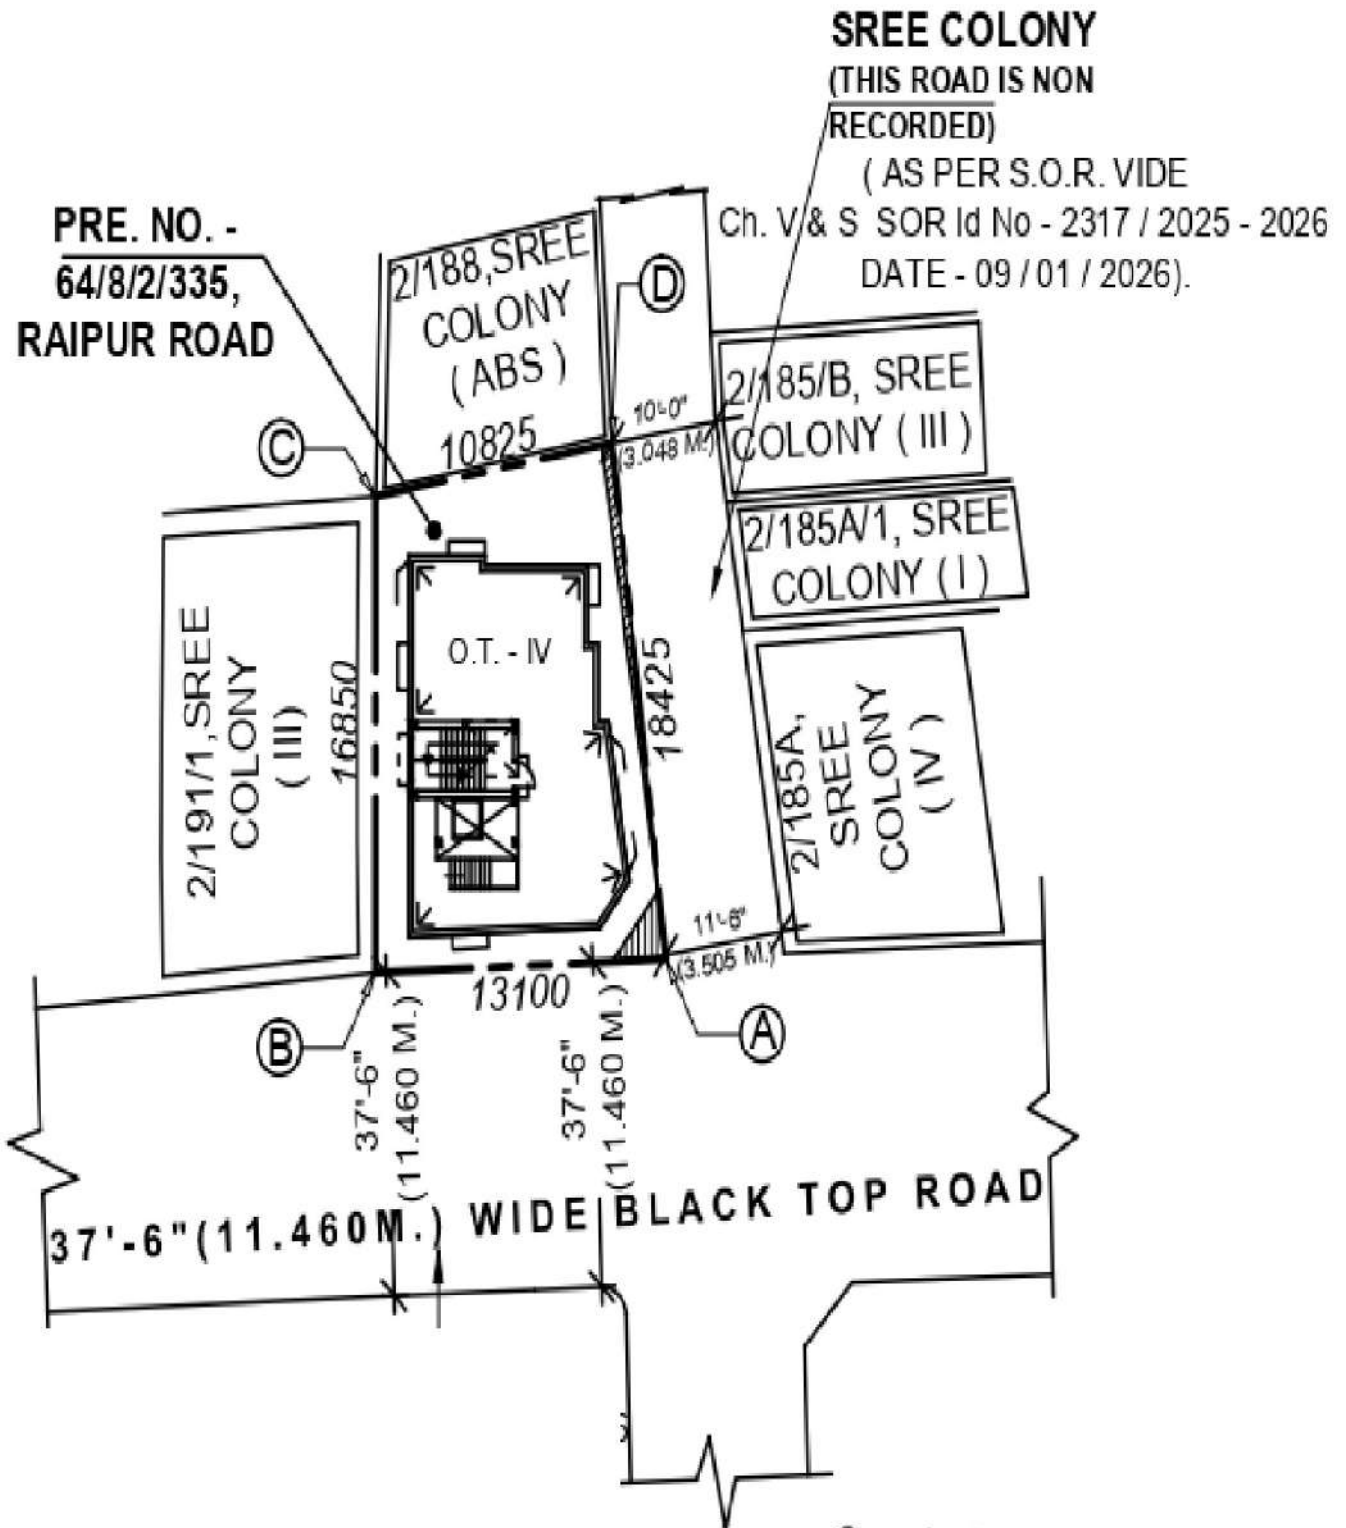 SREE COLONY
(THIS ROAD IS NON
RECORDED)
( AS PER S.O.R. VIDE
Ch. V & S SOR Id No - 2317 / 2025 - 2026
DATE - 09 / 01 / 2026).
PRE. NO. -
64/8/2/335,
RAIPUR ROAD
2/188,SREE
COLONY
( ABS )
D
10825
10'-0"
(3.048 M.)
2/185/B, SREE
COLONY ( III )
C
2/185A/1, SREE
COLONY ( I )
2/191/1,SREE
COLONY
( III )
16850
O.T. - IV
18425
2/185A,
SREE
COLONY
( IV )
11'-6"
(3.505 M.)
13100
B
A
37'-6"
(11.460 M.)
37'-6"
(11.460 M.)
37'-6"(11.460M.) WIDE BLACK TOP ROAD